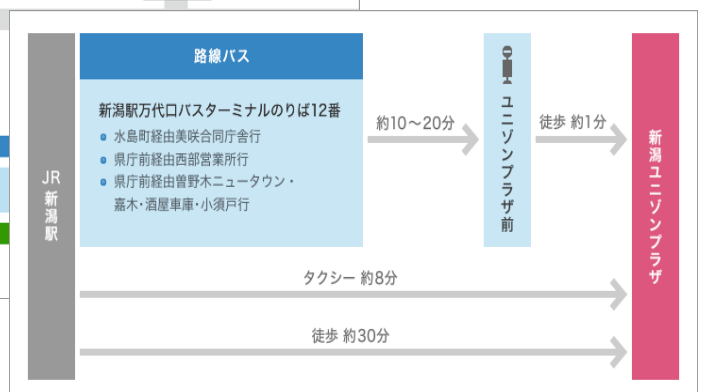 路線バス
新潟駅万代口バスターミナルのりば12番
水島町経由美咲合同庁舎行
県庁前経由西部営業所行
県庁前経由曽野木ニュータウン・
嘉木・酒屋車庫・小須戸行
JR
新潟駅
約10〜20分
ユニゾンプラザ前
徒歩 約1分
新潟ユニゾンプラザ
タクシー 約8分
徒歩 約30分